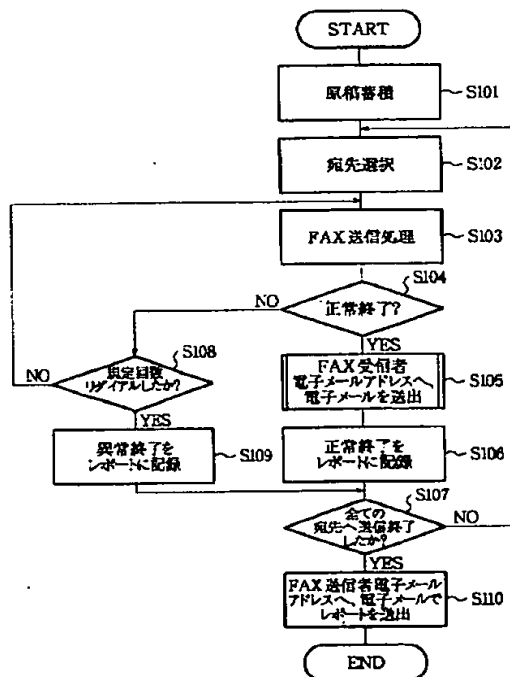 START
原稿蓄積
S101
宛先選択
S102
FAX送信処理
S103
S104
正常終了?
NO
YES
S108
規定回数
リダイアルしたか?
NO
YES
FAX受信者
電子メールアドレスへ、
電子メールを送出
S105
異常終了を
レポートに記録
S109
正常終了を
レポートに記録
S106
S107
全ての
宛先へ送信終了
したか?
NO
YES
FAX送信者電子メール
アドレスへ、電子メールで
レポートを送出
S110
END